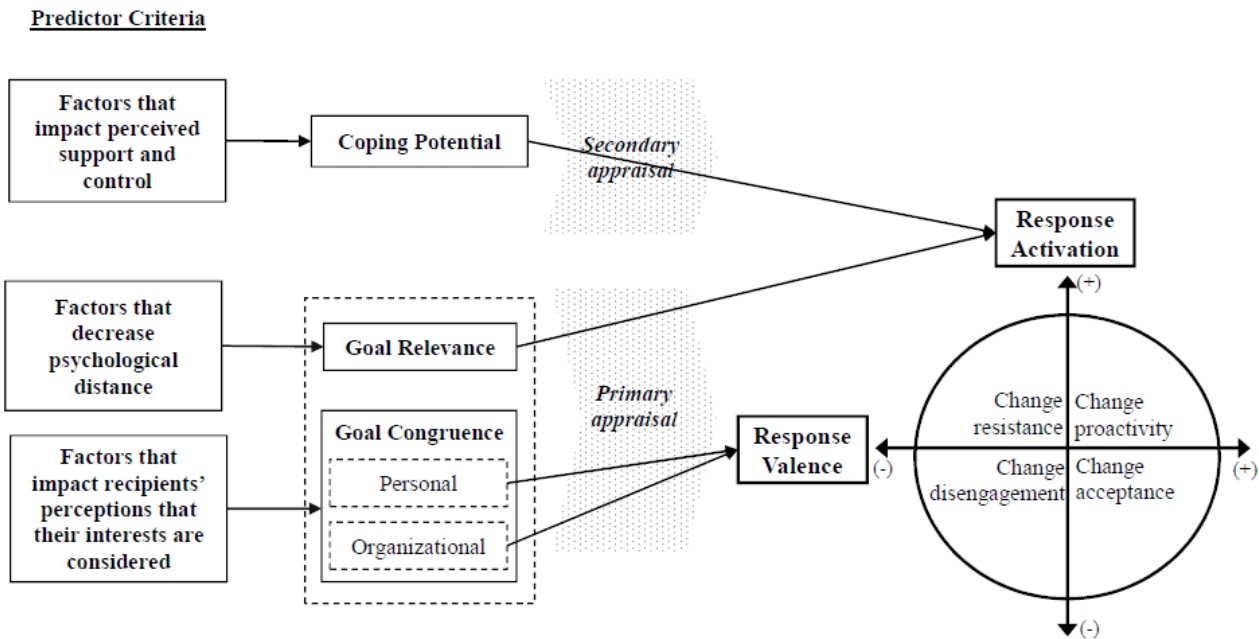 Predictor Criteria
Factors that
impact perceived
support and
control
Coping Potential
Secondary
appraisal
Response
Activation
(+)
Factors that
decrease
psychological
distance
Goal Relevance
Primary
appraisal
Factors that
impact recipients’
perceptions that
their interests are
considered
Goal Congruence
Personal
Organizational
Response
Valence
(-)
Change
resistance
Change
proactivity
(+)
Change
disengagement
Change
acceptance
(-)